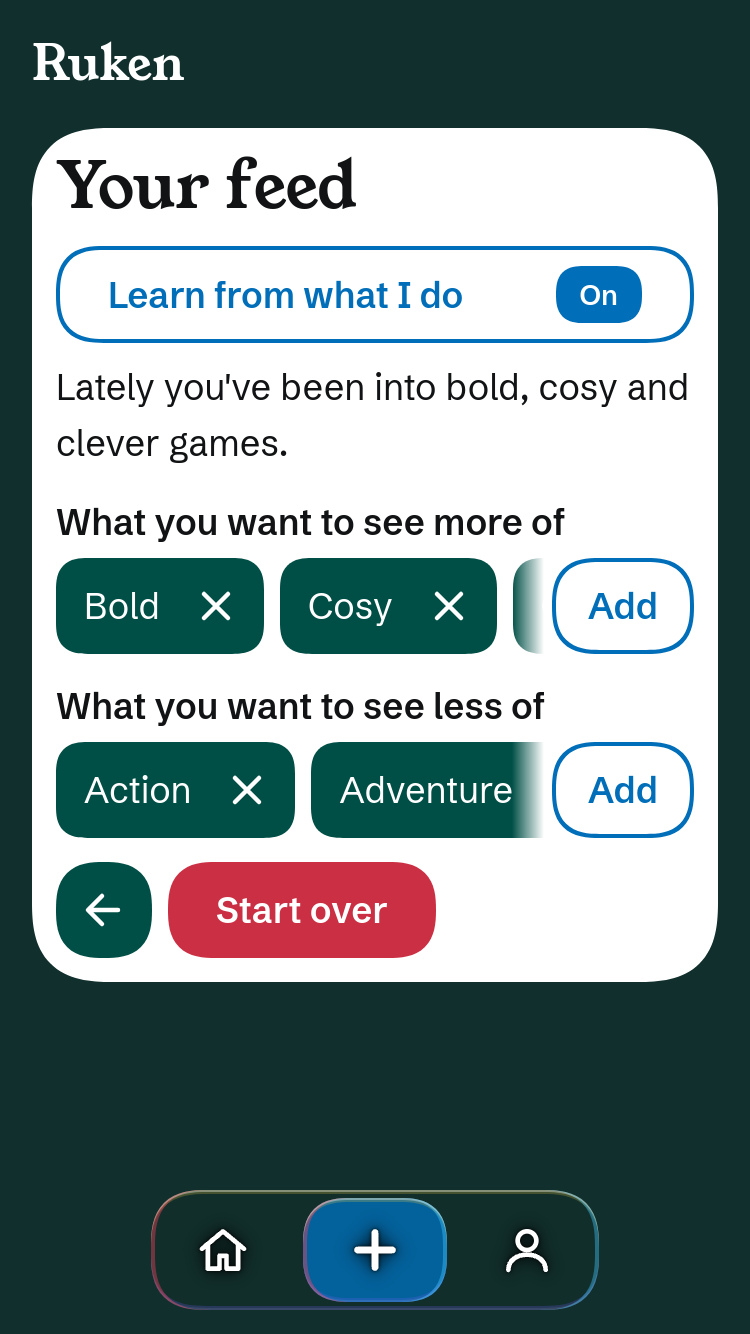 Ruken
Your feed
Learn from what I do On
Lately you've been into bold, cosy and
clever games.
What you want to see more of
Bold Cosy Add
What you want to see less of
Action Adventure Add
Start over